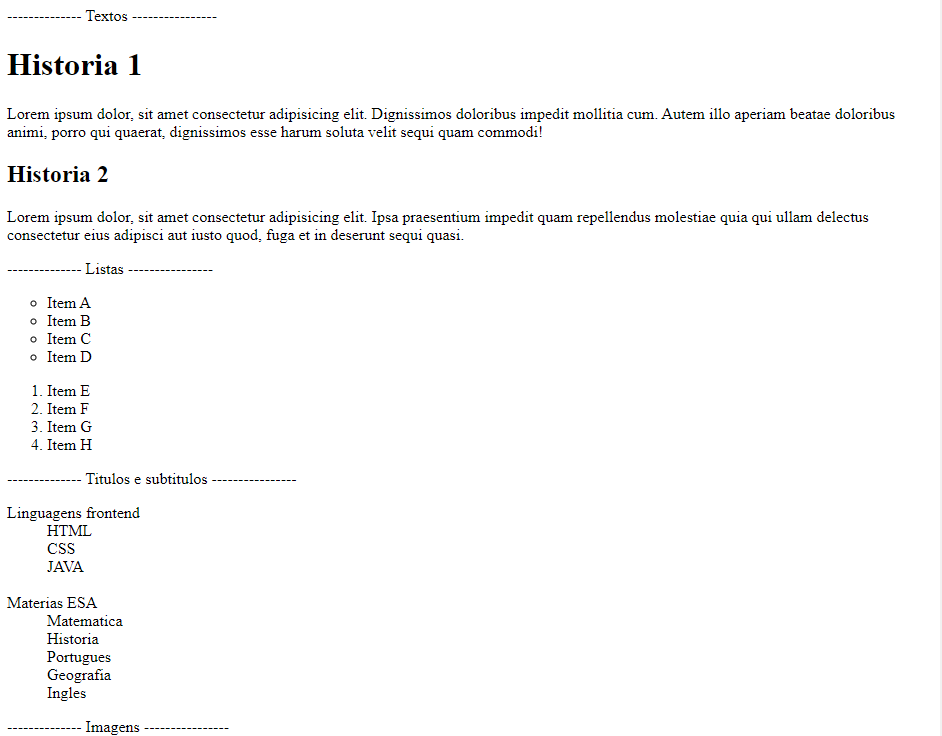 -------------- Textos ----------------
Historia 1
Lorem ipsum dolor, sit amet consectetur adipisicing elit. Dignissimos doloribus impedit mollitia cum. Autem illo aperiam beatae doloribus
animi, porro qui quaerat, dignissimos esse harum soluta velit sequi quam commodi!
Historia 2
Lorem ipsum dolor, sit amet consectetur adipisicing elit. Ipsa praesentium impedit quam repellendus molestiae quia qui ullam delectus
consectetur eius adipisci aut iusto quod, fuga et in deserunt sequi quasi.
-------------- Listas ----------------
◦ Item A
◦ Item B
◦ Item C
◦ Item D
1. Item E
2. Item F
3. Item G
4. Item H
-------------- Titulos e subtitulos ----------------
Linguagens frontend
HTML
CSS
JAVA
Materias ESA
Matematica
Historia
Portugues
Geografia
Ingles
-------------- Imagens ----------------